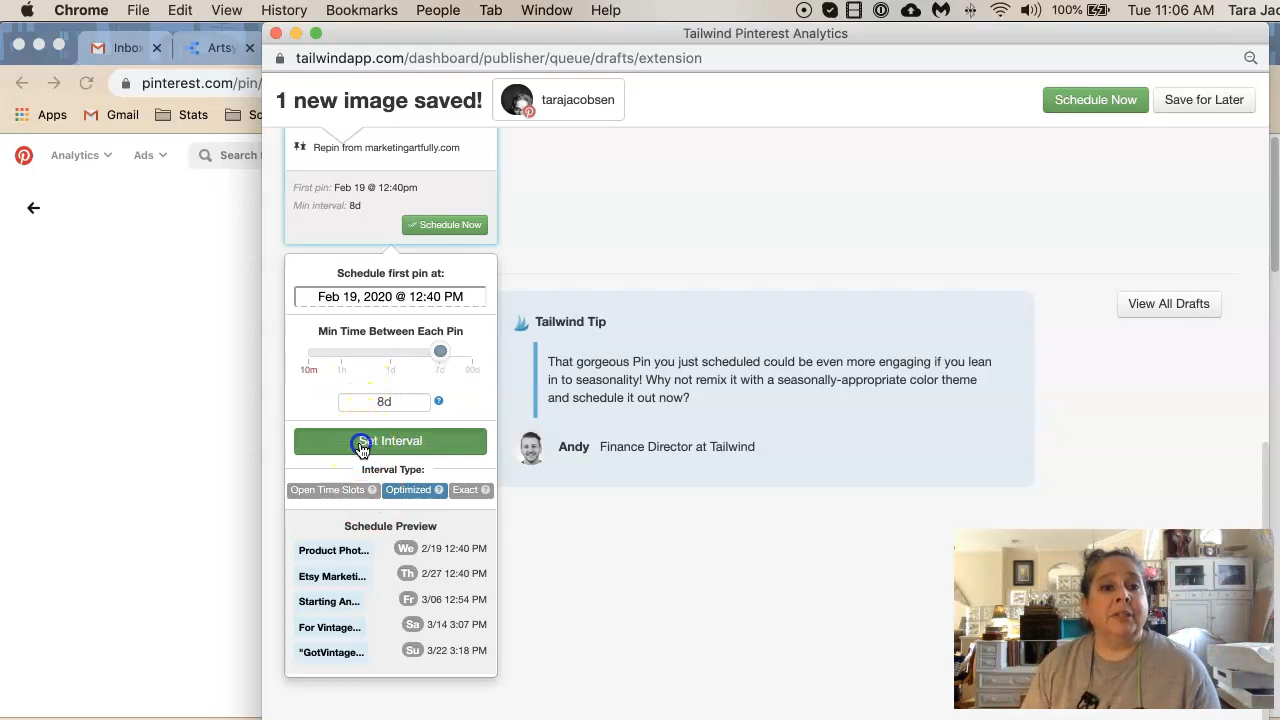 Chrome File Edit View History Bookmarks People Tab Window Help 100% Tue 11:06 AM Tara Jac
Tailwind Pinterest Analytics
Inbox Artsy
tailwindapp.com/dashboard/publisher/queue/drafts/extension
pinterest.com/pin/
1 new image saved! tarajacobsen Schedule Now Save for Later
Apps Gmail Stats Sc
Analytics Ads Search f
Repin from marketingartfully.com
First pin: Feb 19 @ 12:40pm
Min interval: 8d
Schedule Now
Schedule first pin at:
Feb 19, 2020 @ 12:40 PM
Min Time Between Each Pin
10m 1h 1d 7d 90d
8d
Set Interval
Interval Type:
Open Time Slots ? Optimized ? Exact ?
Schedule Preview
Product Phot... We 2/19 12:40 PM
Etsy Marketi... Th 2/27 12:40 PM
Starting An... Fr 3/06 12:54 PM
For Vintage... Sa 3/14 3:07 PM
"GotVintage... Su 3/22 3:18 PM
Tailwind Tip
View All Drafts
That gorgeous Pin you just scheduled could be even more engaging if you lean
in to seasonality! Why not remix it with a seasonally-appropriate color theme
and schedule it out now?
Andy Finance Director at Tailwind